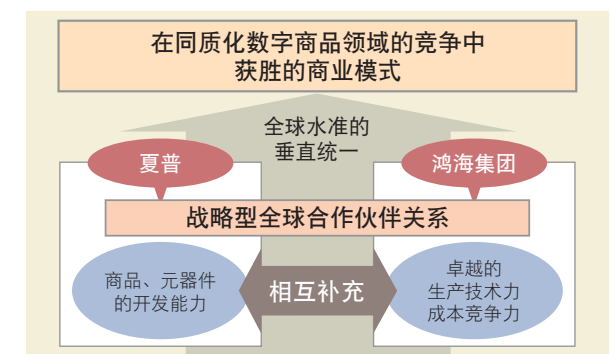 在同质化数字商品领域的竞争中
获胜的商业模式
全球水准的
垂直统一
夏普
鸿海集团
战略型全球合作伙伴关系
商品、元器件
的开发能力
相互补充
卓越的
生产技术力
成本竞争力